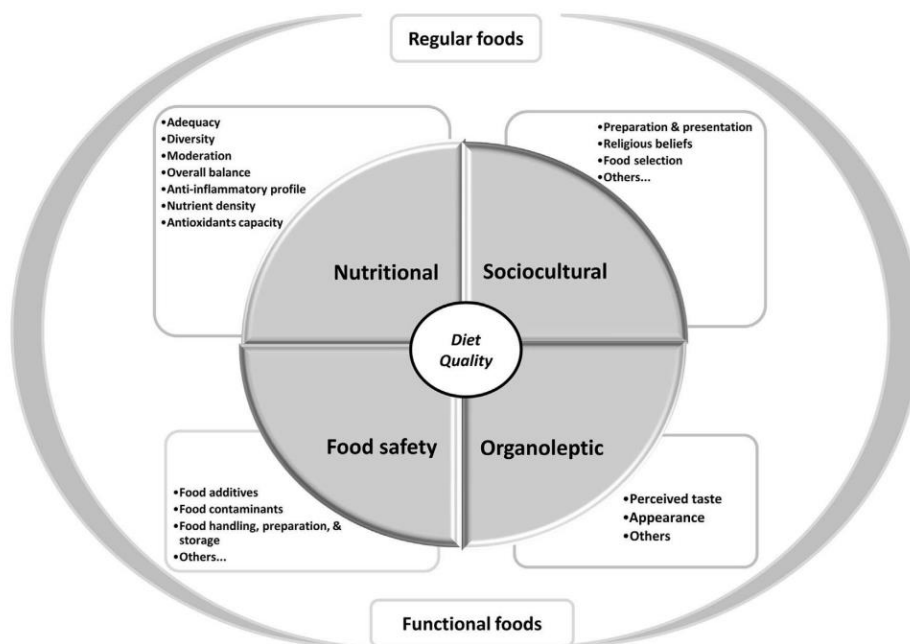 Regular foods
•Adequacy
•Diversity
•Moderation
•Overall balance
•Anti-inflammatory profile
•Nutrient density
•Antioxidants capacity
•Preparation & presentation
•Religious beliefs
•Food selection
•Others...
Nutritional
Sociocultural
Diet
Quality
Food safety
Organoleptic
•Food additives
•Food contaminants
•Food handling, preparation, &
storage
•Others...
•Perceived taste
•Appearance
•Others
Functional foods